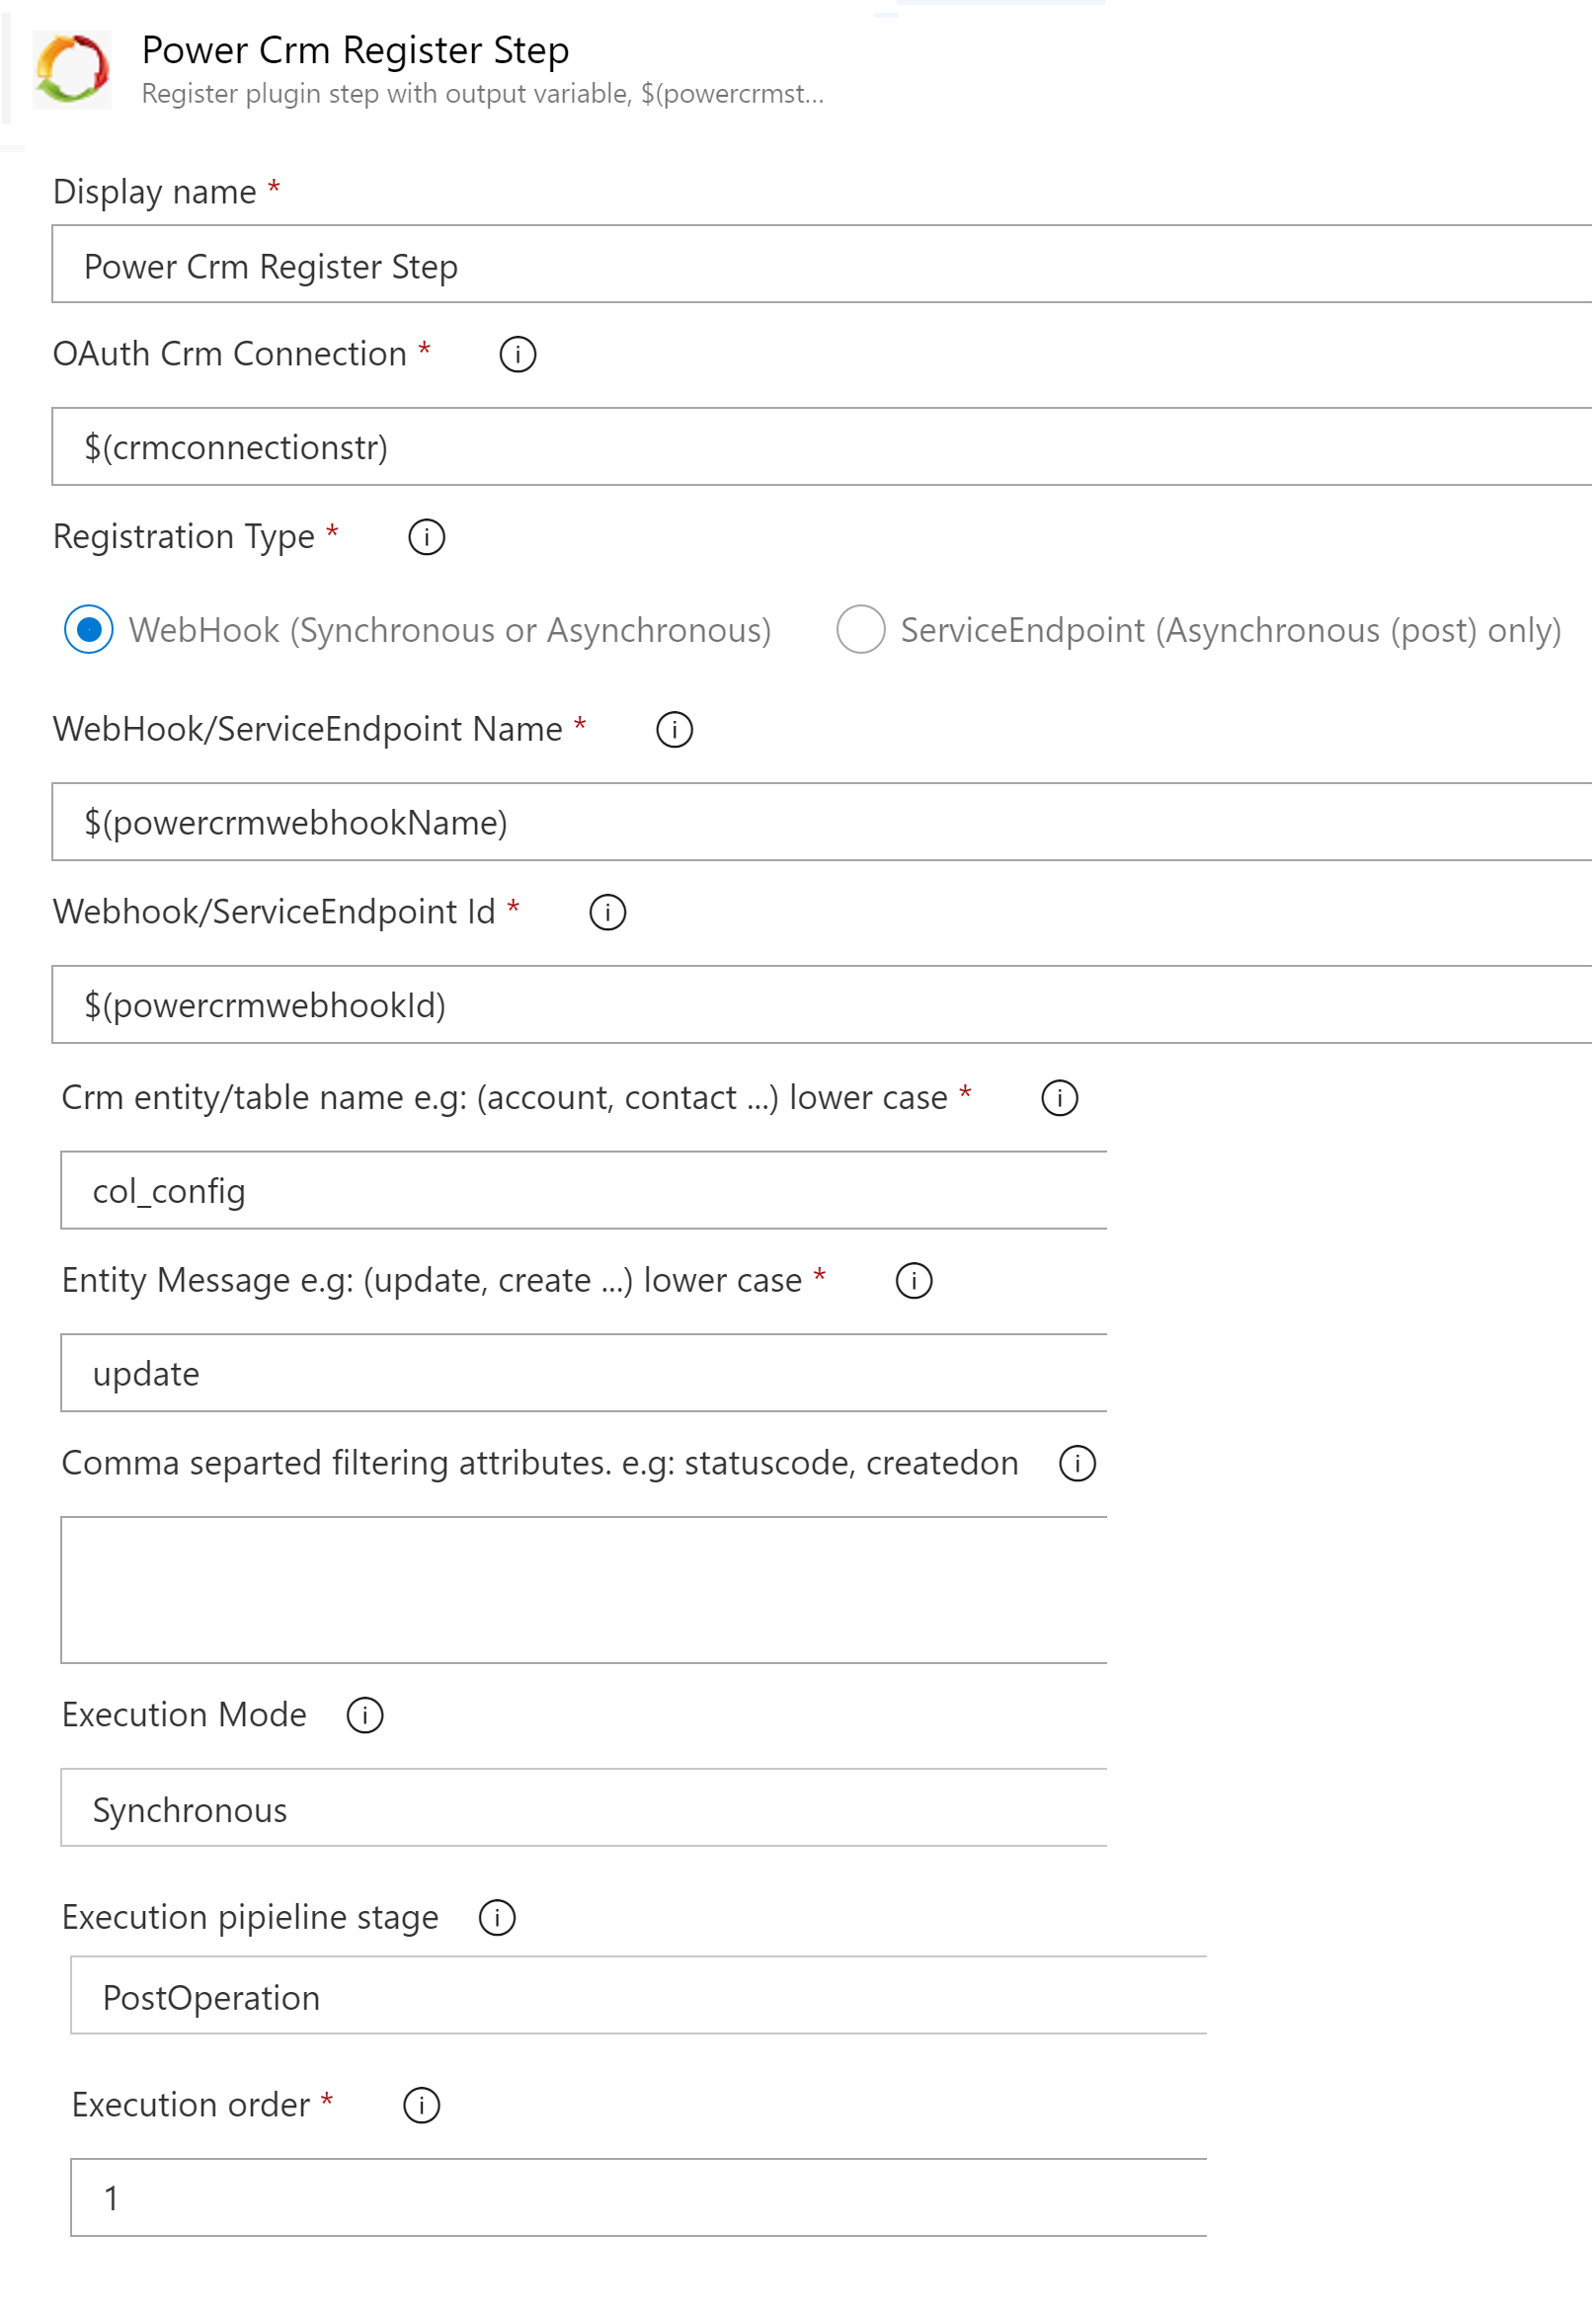 Power Crm Register Step
Register plugin step with output variable, $(powercrmst...
Display name *
Power Crm Register Step
OAuth Crm Connection *
$(crmconnectionstr)
Registration Type *
WebHook (Synchronous or Asynchronous) ServiceEndpoint (Asynchronous (post) only)
WebHook/ServiceEndpoint Name *
$(powercrmwebhookName)
Webhook/ServiceEndpoint Id *
$(powercrmwebhookId)
Crm entity/table name e.g: (account, contact ...) lower case *
col_config
Entity Message e.g: (update, create ...) lower case *
update
Comma separted filtering attributes. e.g: statuscode, createdon
Execution Mode
Synchronous
Execution pipieline stage
PostOperation
Execution order *
1